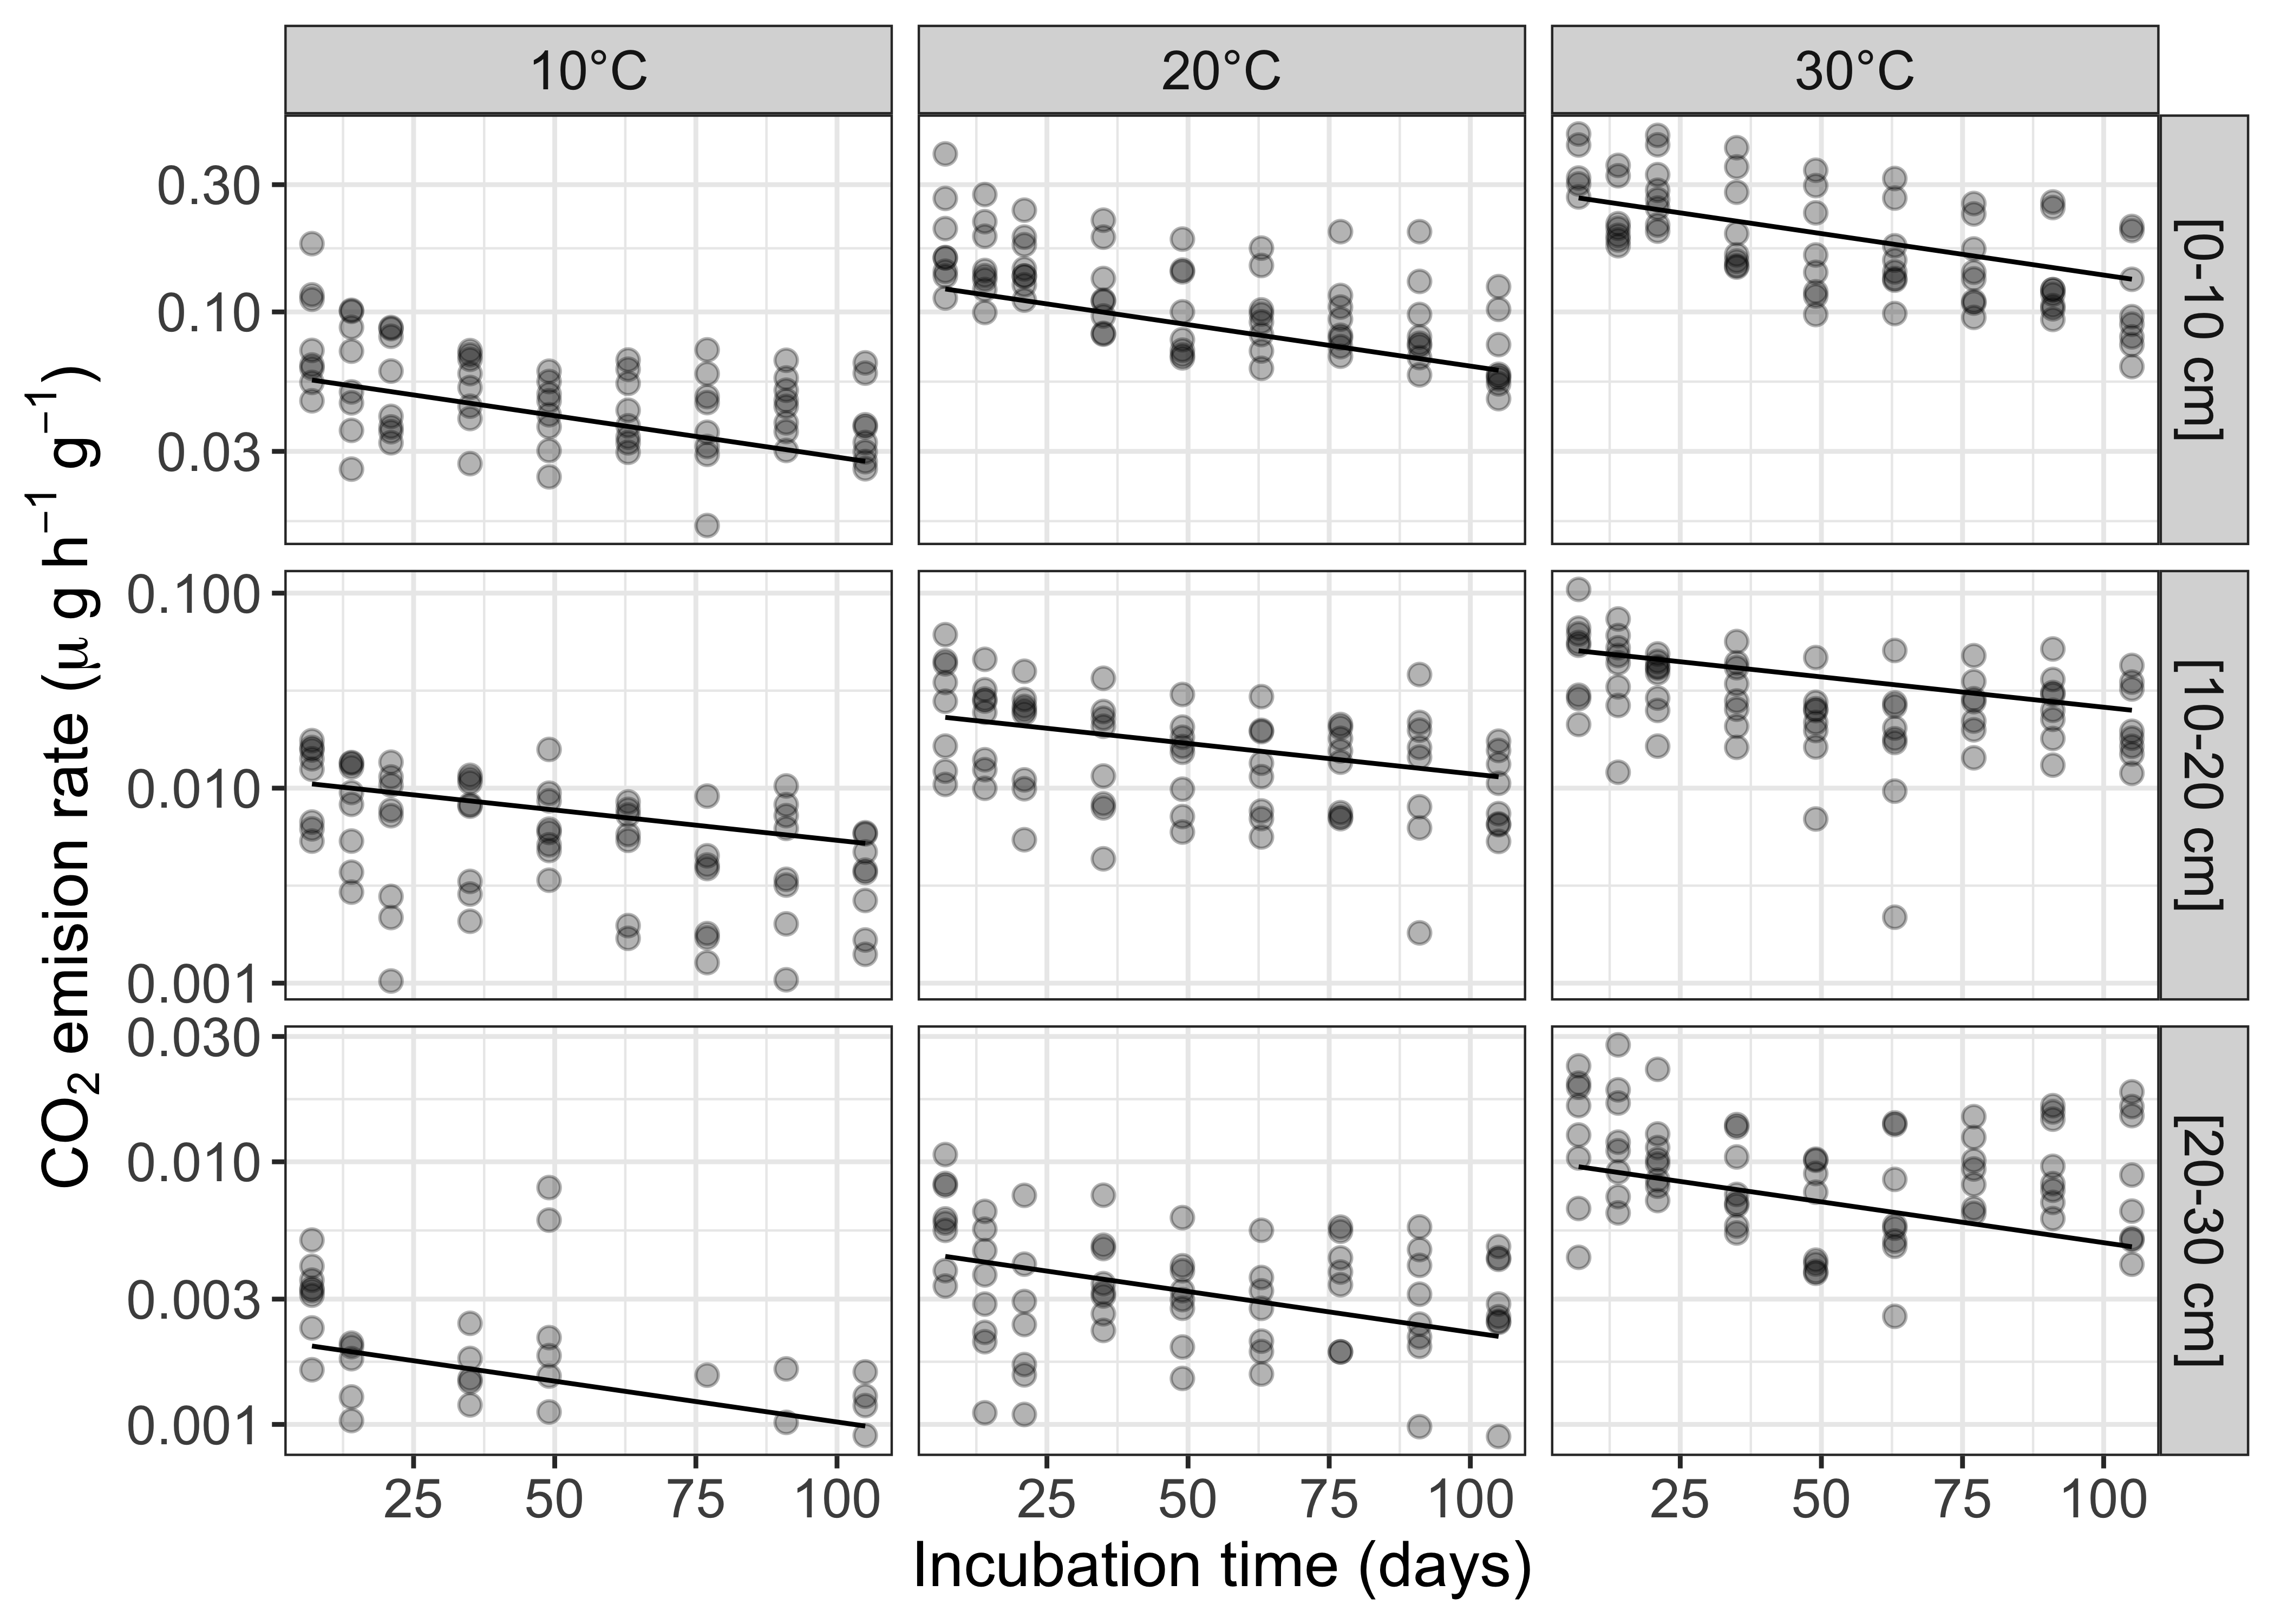 10°C 20°C 30°C
0.30
0.10
0.03
[0-10 cm]
0.100
0.010
0.001
[10-20 cm]
0.030
0.010
0.003
0.001
[20-30 cm]
CO₂ emission rate (μ g h⁻¹ g⁻¹)
25 50 75 100 25 50 75 100 25 50 75 100
Incubation time (days)